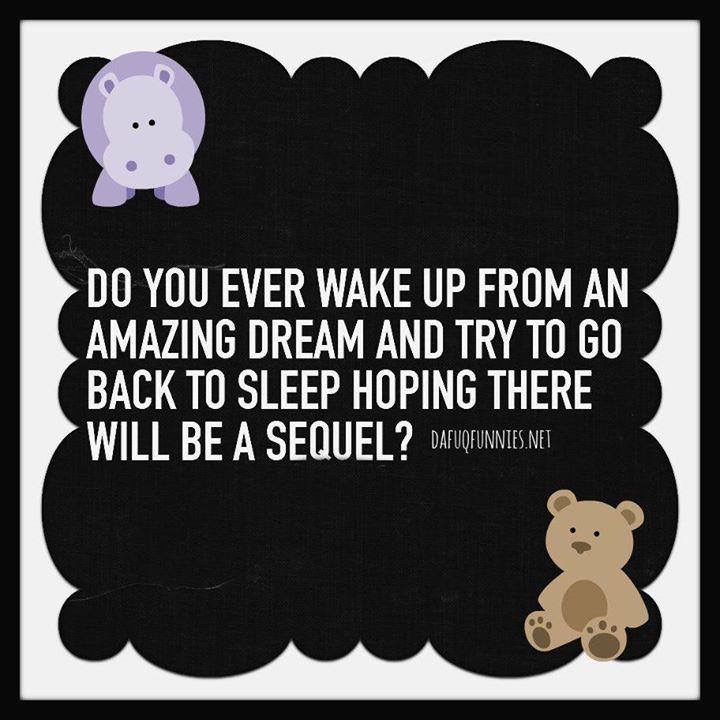 DO YOU EVER WAKE UP FROM AN
AMAZING DREAM AND TRY TO GO
BACK TO SLEEP HOPING THERE
WILL BE A SEQUEL? DAFUQFUNNIES.NET